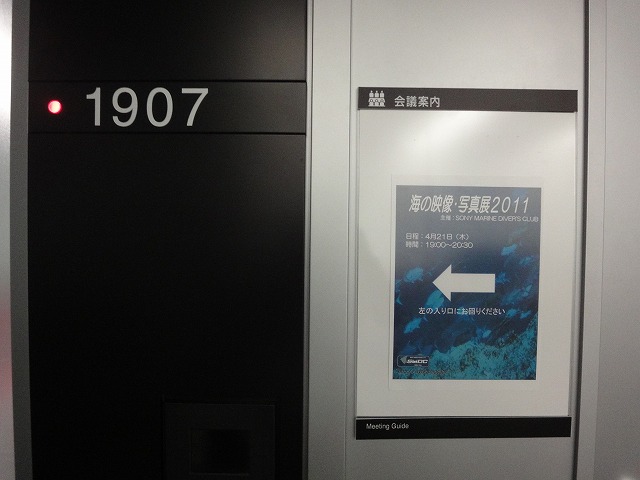 1907
会議案内
海の映像・写真展2011
主催：SONY MARINE DIVER'S CLUB
日程：4月21日（木）
時間：19:00～20:30
左の入り口にお回りください
Meeting Guide